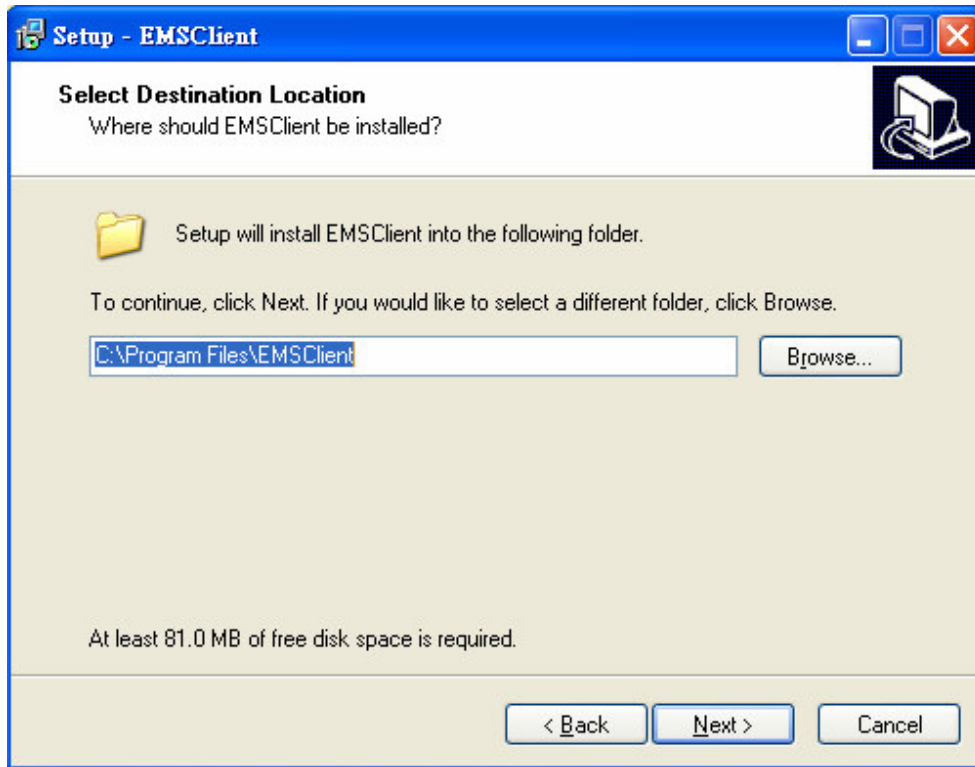 Setup - EMSClient
Select Destination Location
Where should EMSClient be installed?
Setup will install EMSClient into the following folder.
To continue, click Next. If you would like to select a different folder, click Browse.
C:\Program Files\EMSClient
Browse...
At least 81.0 MB of free disk space is required.
< Back
Next >
Cancel